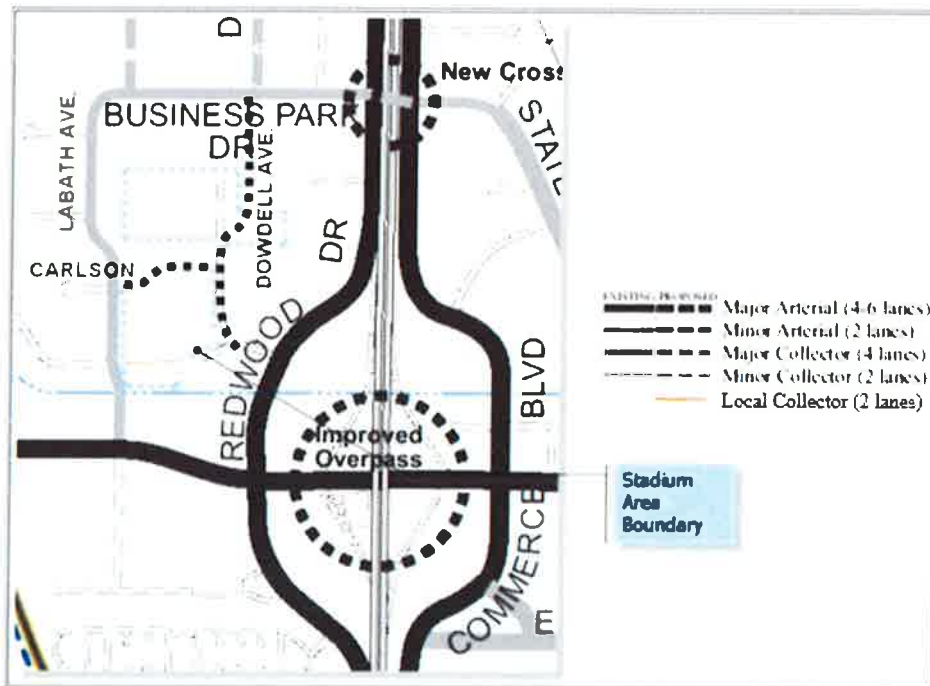 D
New Cross
BUSINESS PARK
DR
STATE
LABATH AVE.
DOWDELL AVE.
CARLSON
DR
REDWOOD
BLVD
COMMERCE
Improved
Overpass
E
EXISTING PROPOSED
Major Arterial (4-6 lanes)
Minor Arterial (2 lanes)
Major Collector (4 lanes)
Minor Collector (2 lanes)
Local Collector (2 lanes)
Stadium
Area
Boundary